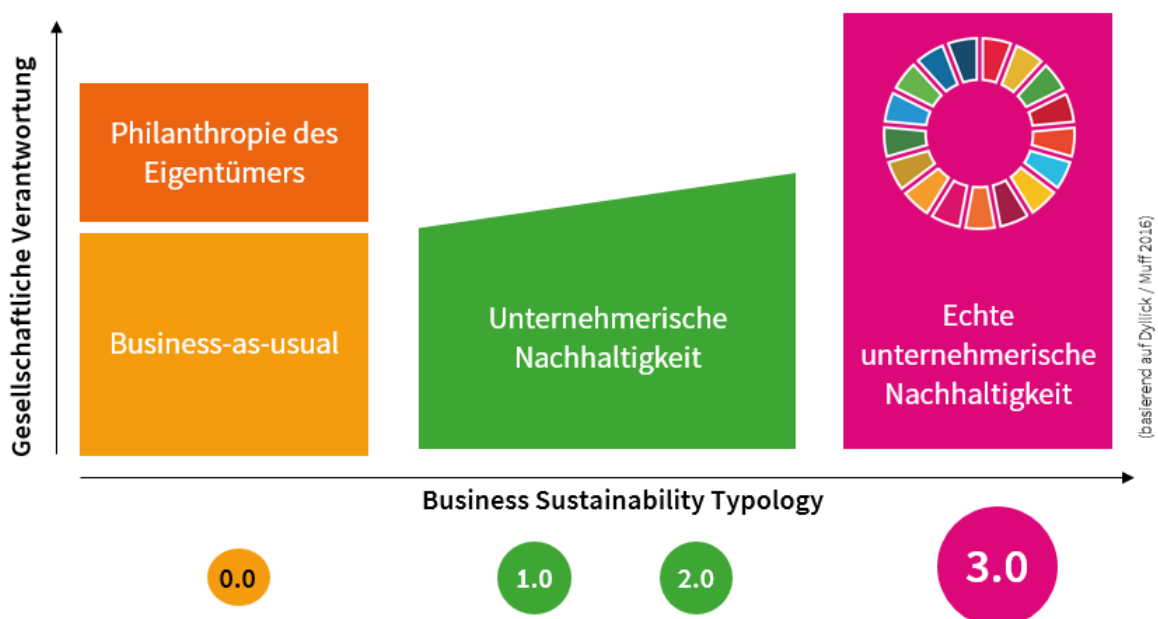 Gesellschaftliche Verantwortung
Philanthropie des
Eigentümers
Business-as-usual
Unternehmerische
Nachhaltigkeit
Echte
unternehmerische
Nachhaltigkeit
(basierend auf Dyllick / Muff 2016)
Business Sustainability Typology
0.0
1.0
2.0
3.0